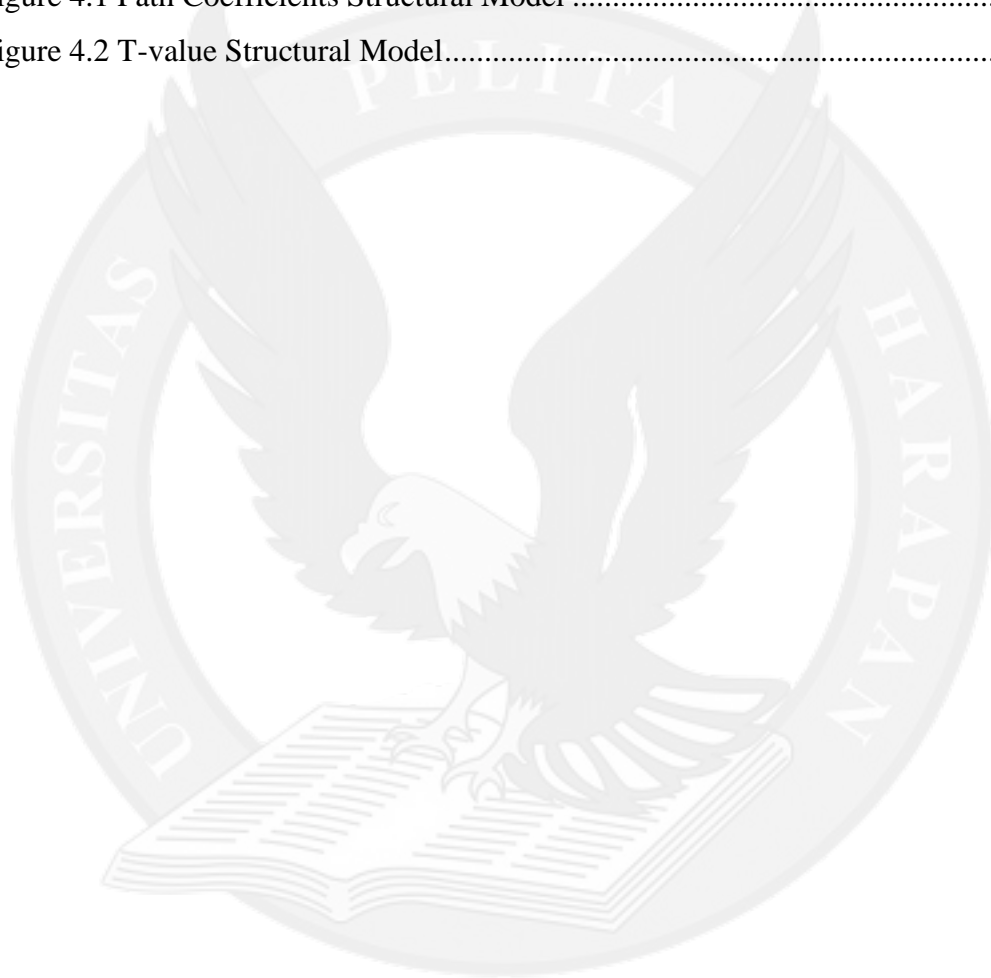 igure 4.1 Path Coefficients Structural Model ......................................................
igure 4.2 T-value Structural Model.......................................................................
UNIVERSITAS PELITA HARAPAN